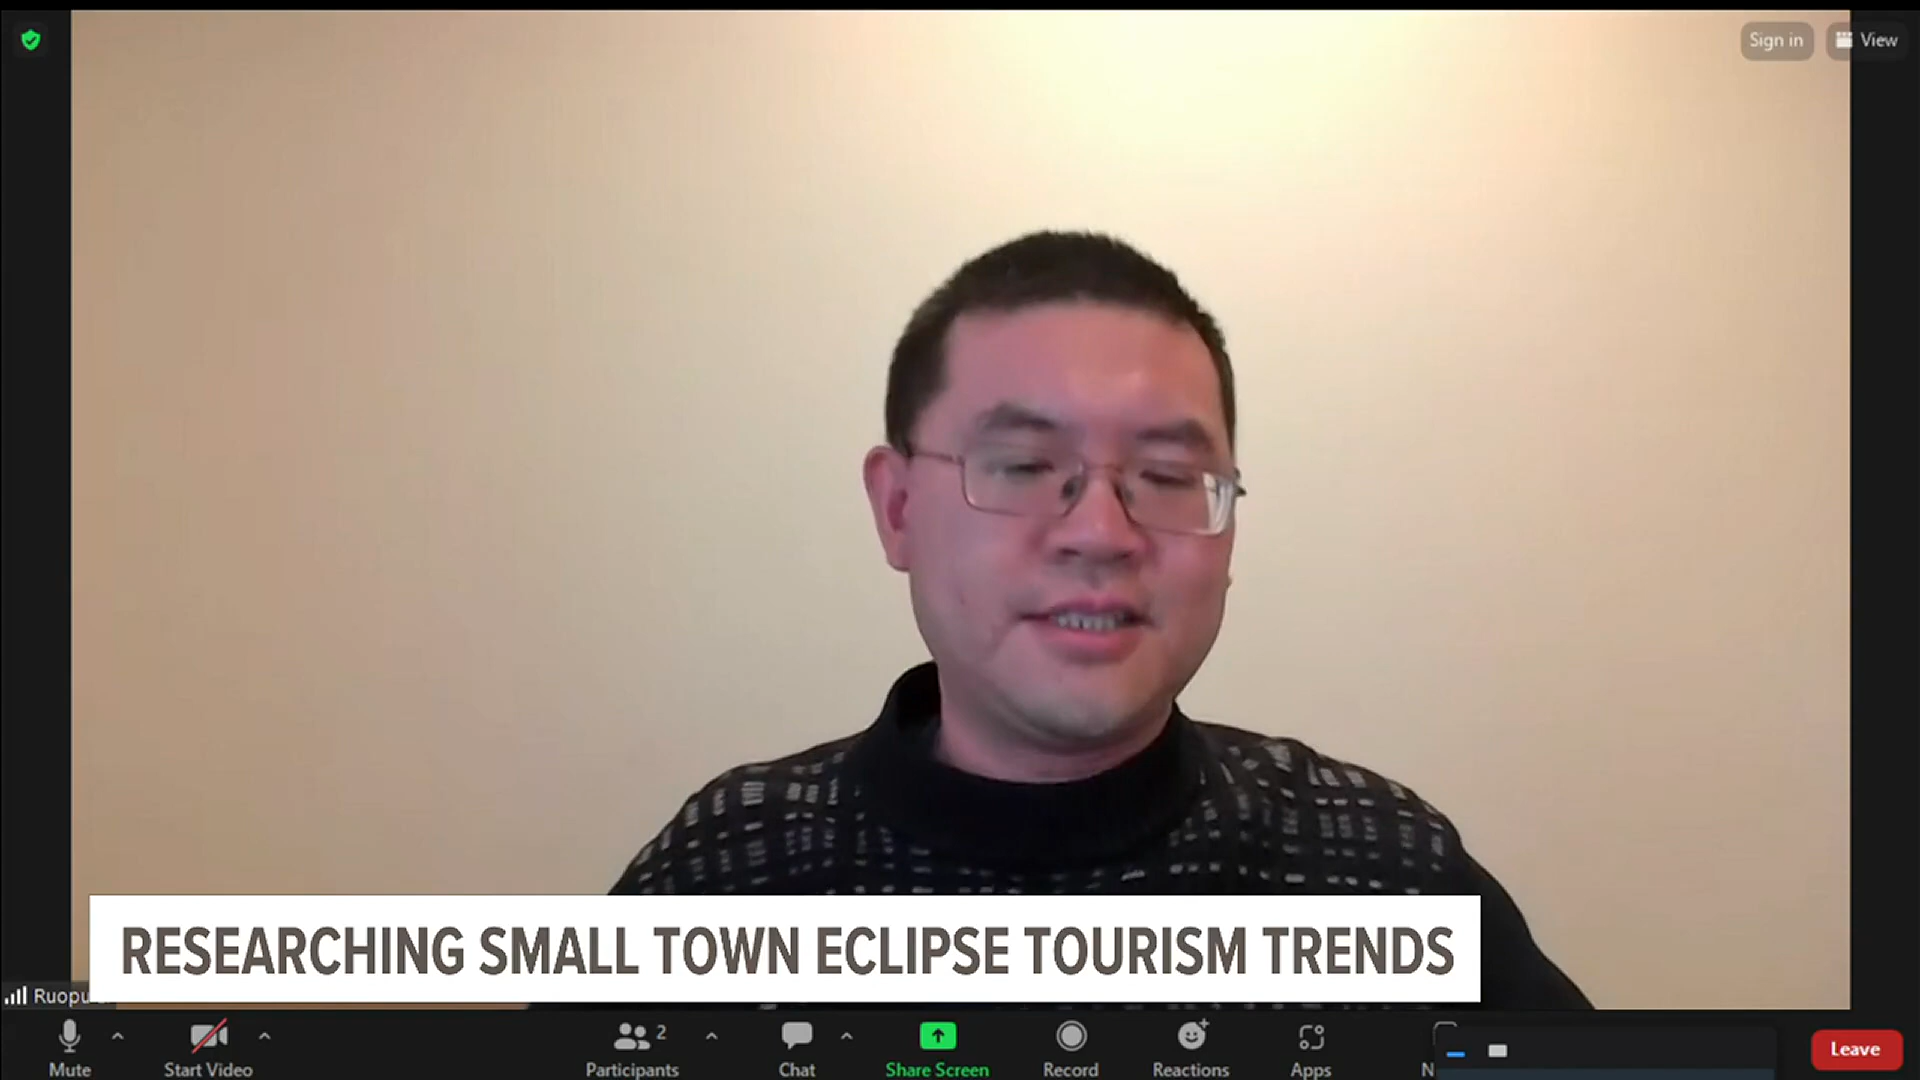 Sign in
View
RESEARCHING SMALL TOWN ECLIPSE TOURISM TRENDS
Mute
Start Video
Participants
2
Chat
Share Screen
Record
Reactions
Apps
Leave